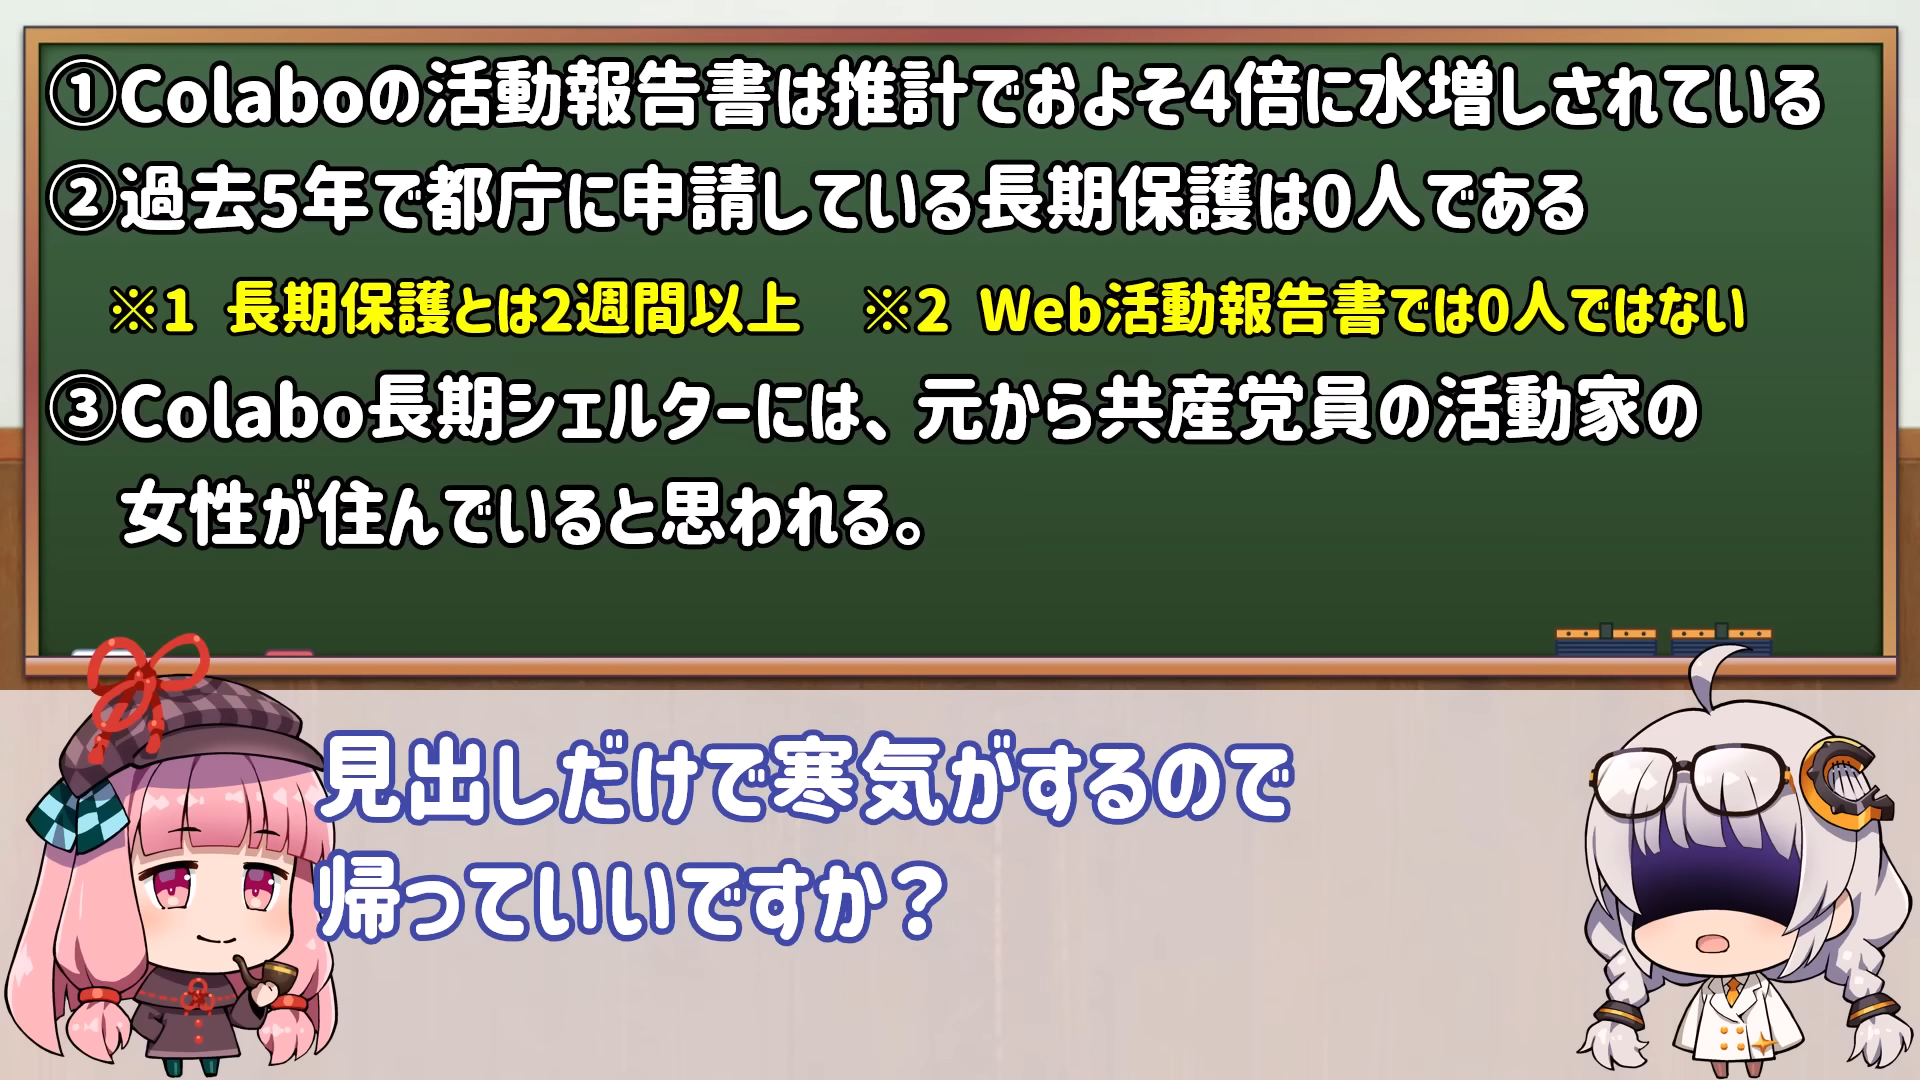 ①Colaboの活動報告書は推計でおよそ4倍に水増しされている
②過去5年で都庁に申請している長期保護は0人である
※1 長期保護とは2週間以上 ※2 Web活動報告書では0人ではない
③Colabo長期シェルターには、元から共産党員の活動家の
女性が住んでいると思われる。
見出しだけで寒気がするので
帰っていいですか？